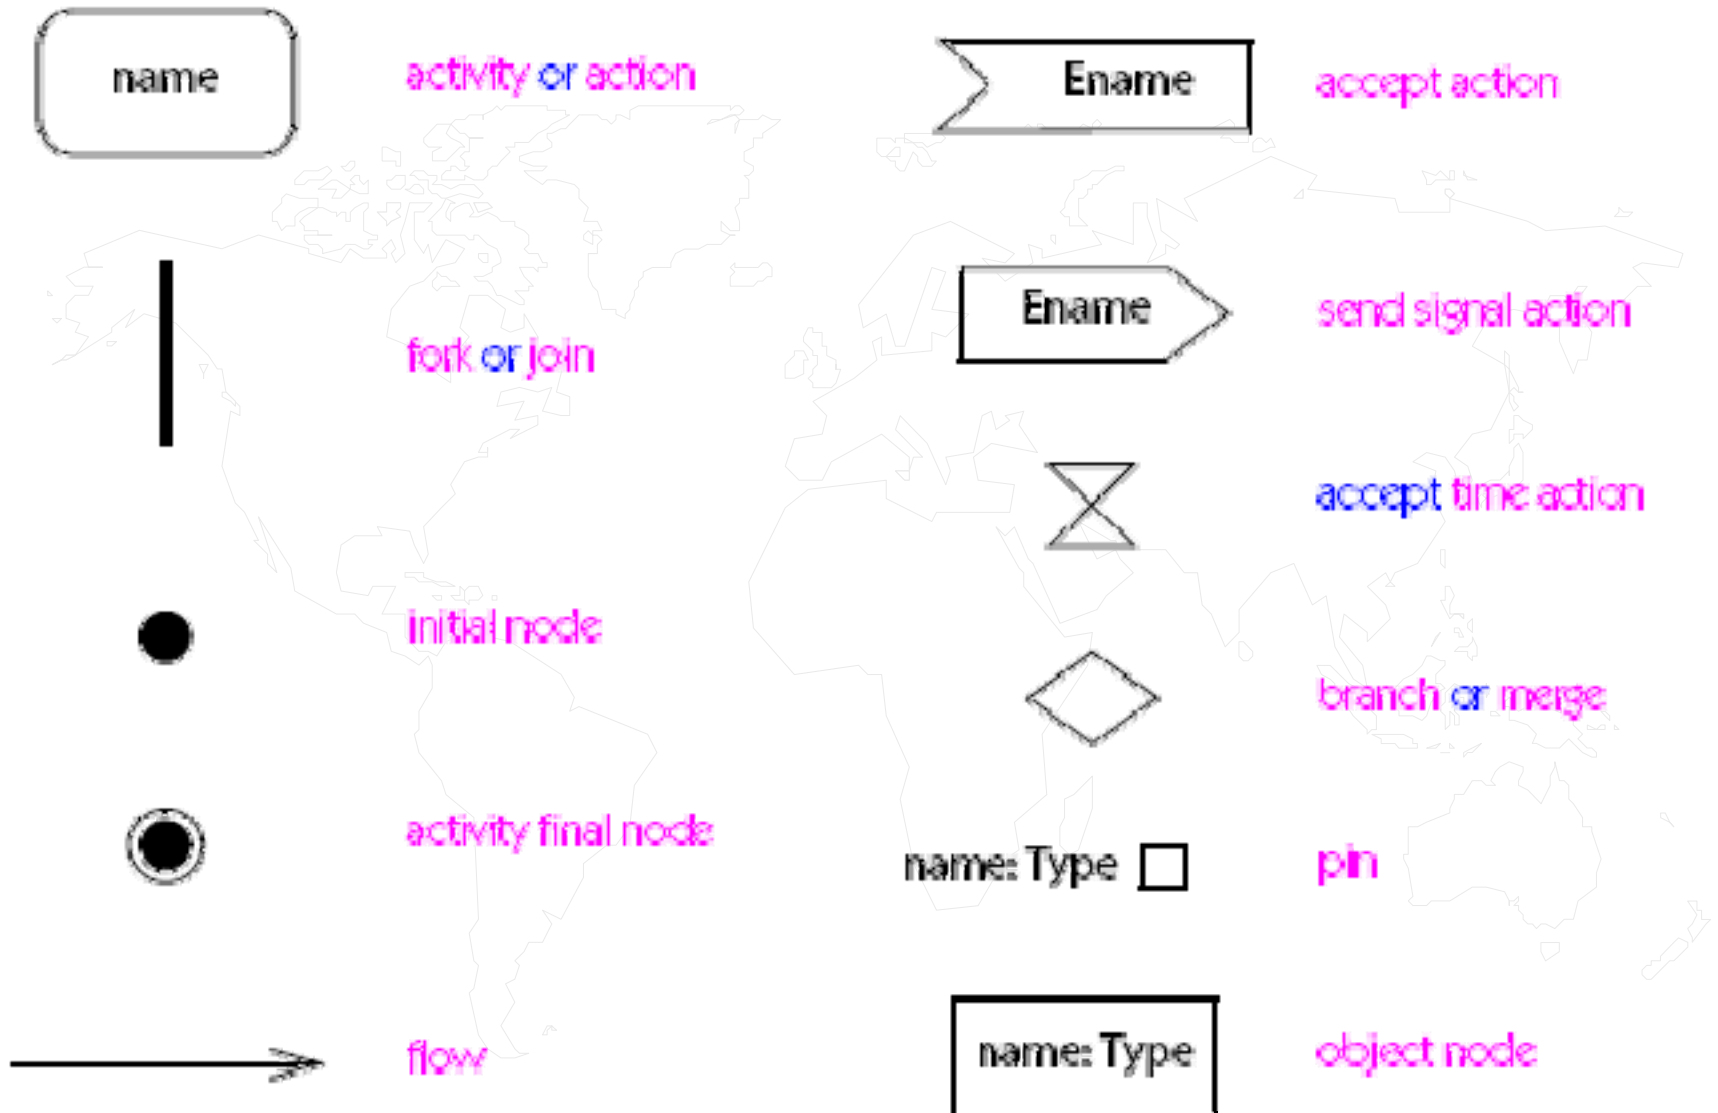 name
activity or action
fork or join
initial node
activity final node
flow
Ename
accept action
Ename
send signal action
accept time action
branch or merge
name: Type
pin
name: Type
object node